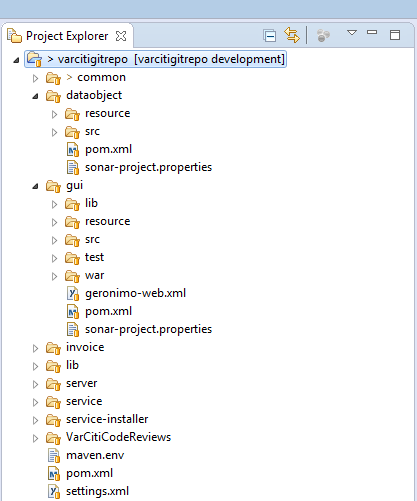 Project Explorer
> varcitigitrepo [varcitigitrepo development]
> common
dataobject
resource
src
pom.xml
sonar-project.properties
gui
lib
resource
src
test
war
geronimo-web.xml
pom.xml
sonar-project.properties
invoice
lib
server
service
service-installer
VarCitiCodeReviews
maven.env
pom.xml
settings.xml